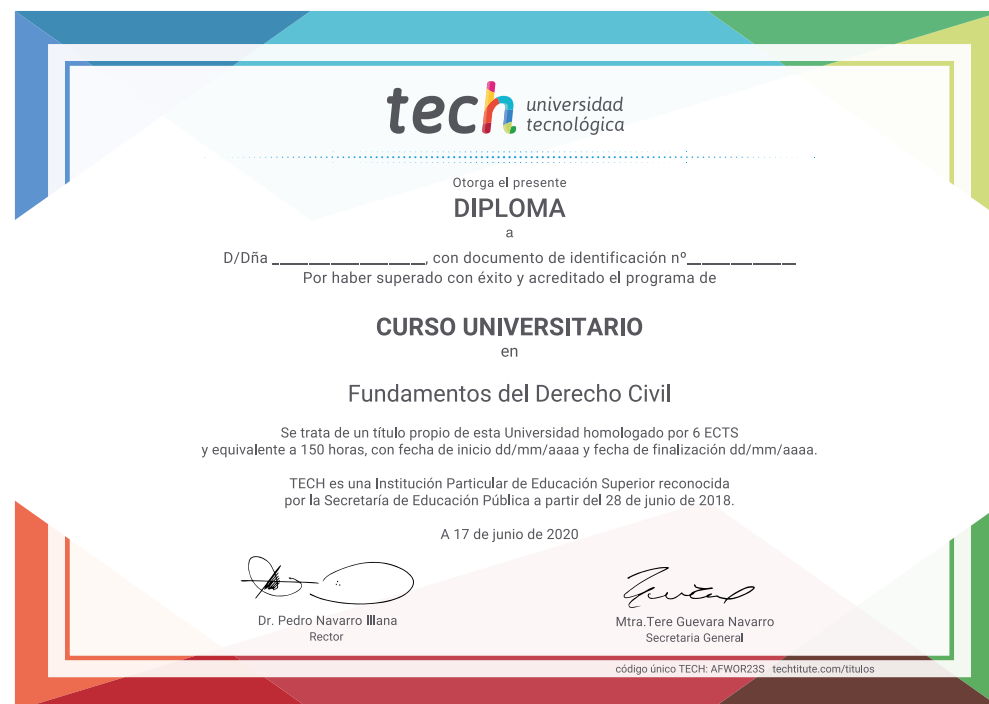 tech universidad
tecnológica
Otorga el presente
DIPLOMA
a
D/Dña ____________________, con documento de identificación nº______________
Por haber superado con éxito y acreditado el programa de
CURSO UNIVERSITARIO
en
Fundamentos del Derecho Civil
Se trata de un título propio de esta Universidad homologado por 6 ECTS
y equivalente a 150 horas, con fecha de inicio dd/mm/aaaa y fecha de finalización dd/mm/aaaa.
TECH es una Institución Particular de Educación Superior reconocida
por la Secretaría de Educación Pública a partir del 28 de junio de 2018.
A 17 de junio de 2020
Dr. Pedro Navarro Illana
Rector
Mtra.Tere Guevara Navarro
Secretaria General
código único TECH: AFWOR23S techtitute.com/titulos